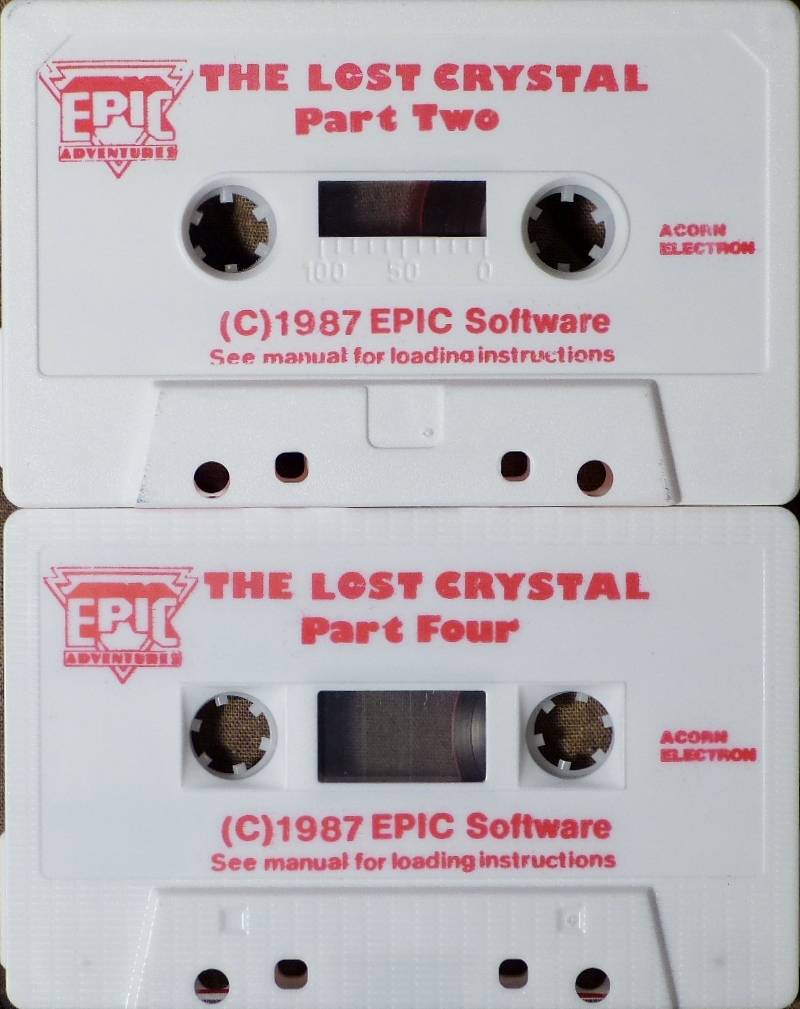 EPIC
ADVENTURES
THE LOST CRYSTAL
Part Two
ACORN
ELECTRON
100 50 0
(C)1987 EPIC Software
See manual for loading instructions
EPIC
ADVENTURES
THE LOST CRYSTAL
Part Four
ACORN
ELECTRON
(C)1987 EPIC Software
See manual for loading instructions